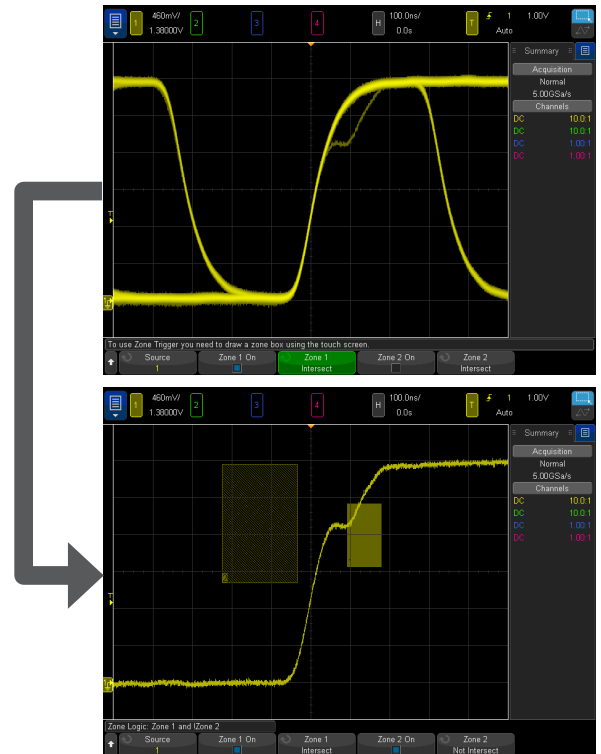 1 460mV/ 1.38000V 2 3 4 H 100.0ns/ 0.0s T 1 1.00V Auto
Summary
Acquisition
Normal
5.00GSa/s
Channels
DC 10.0:1
DC 10.0:1
DC 1.00:1
DC 1.00:1
T
To use Zone Trigger you need to draw a zone box using the touch screen.
Source Zone 1 On Zone 1 Zone 2 On Zone 2
1 Intersect Intersect
1 460mV/ 1.38000V 2 3 4 H 100.0ns/ 0.0s T 1 1.00V Auto
Summary
Acquisition
Normal
5.00GSa/s
Channels
DC 10.0:1
DC 10.0:1
DC 1.00:1
DC 1.00:1
T
Zone Logic: Zone 1 and !Zone 2
Source Zone 1 On Zone 1 Zone 2 On Zone 2
1 Intersect Not Intersect